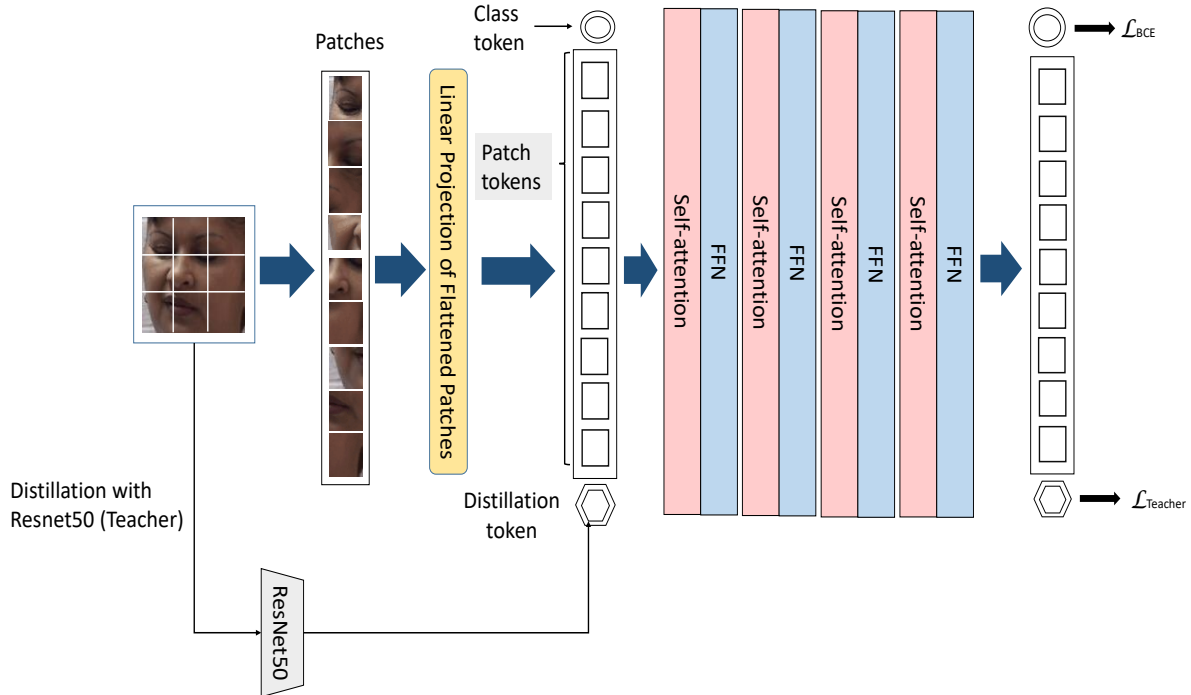 Class
token
Patches
Linear Projection of Flattened Patches
Patch
tokens
Self-attention
FFN
Self-attention
FFN
Self-attention
FFN
Self-attention
FFN
ℒBCE
Distillation with
Resnet50 (Teacher)
Distillation
token
ℒTeacher
ResNet50